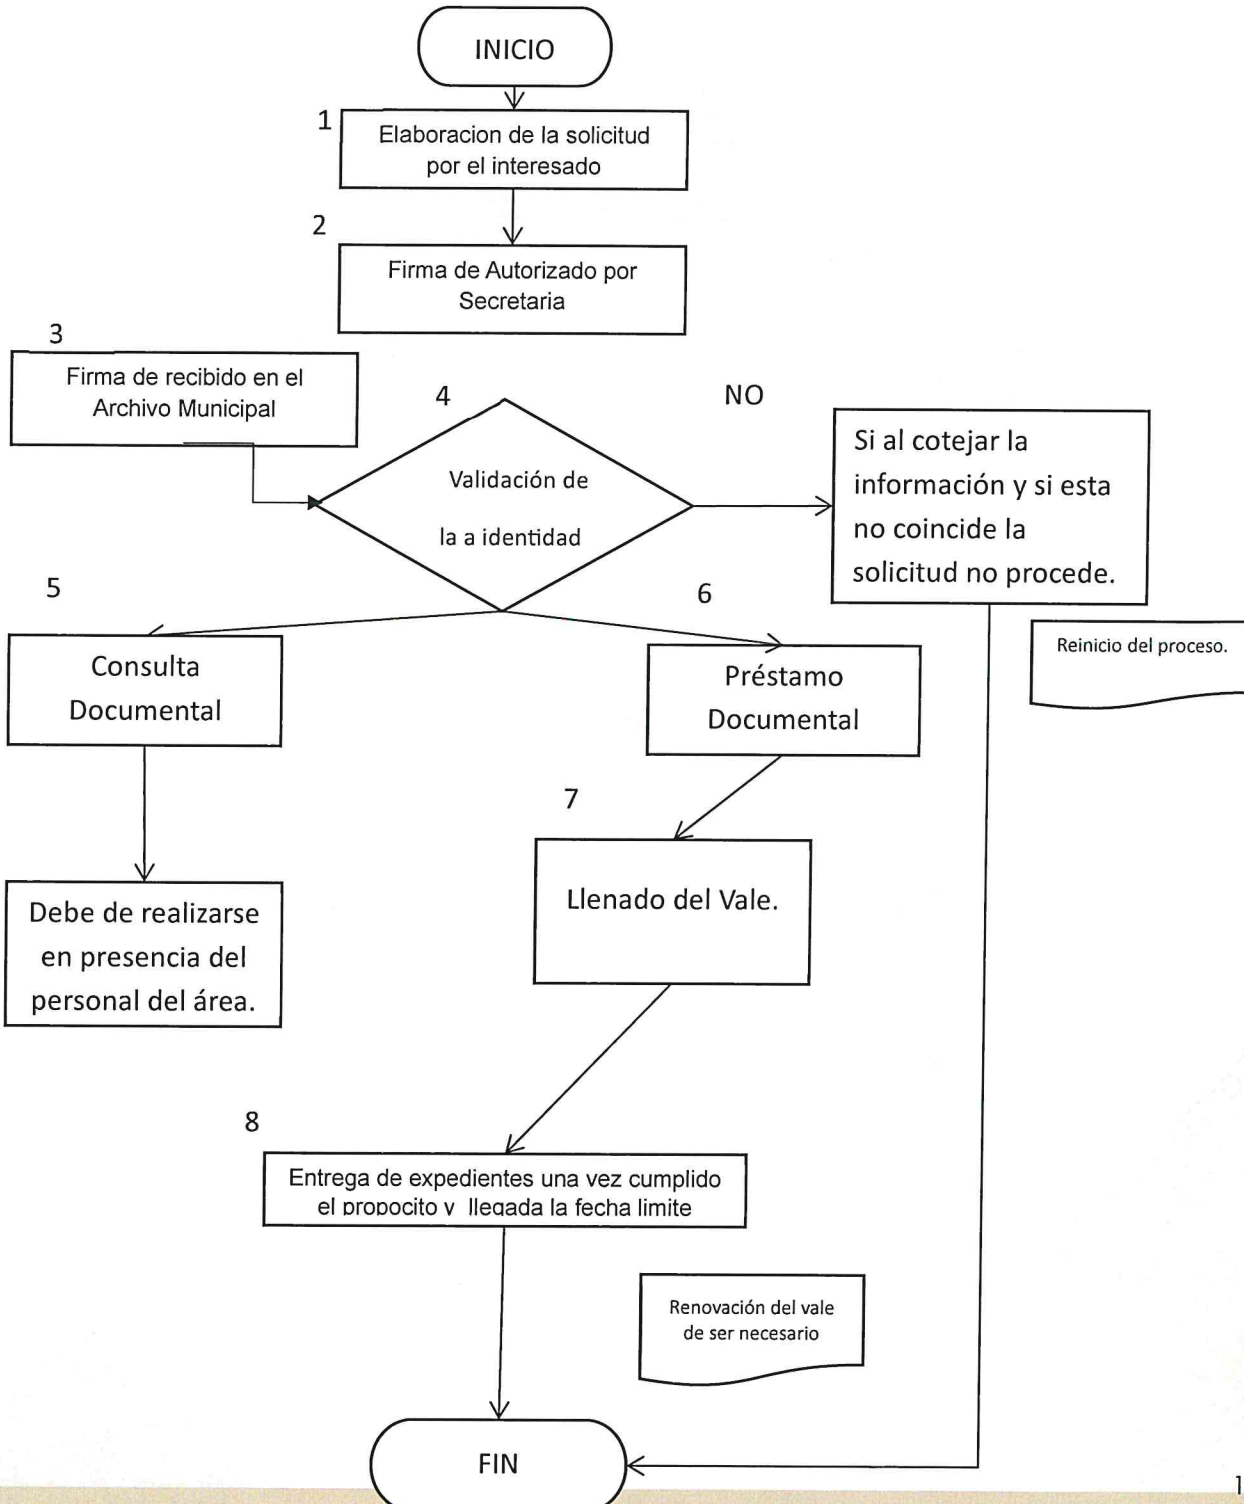 INICIO
1
Elaboracion de la solicitud
por el interesado
2
Firma de Autorizado por
Secretaria
3
Firma de recibido en el
Archivo Municipal
4
Validación de
la a identidad
NO
Si al cotejar la
información y si esta
no coincide la
solicitud no procede.
Reinicio del proceso.
5
Consulta
Documental
6
Préstamo
Documental
7
Llenado del Vale.
Debe de realizarse
en presencia del
personal del área.
8
Entrega de expedientes una vez cumplido
el propocito y llegada la fecha limite
Renovación del vale
de ser necesario
FIN
1